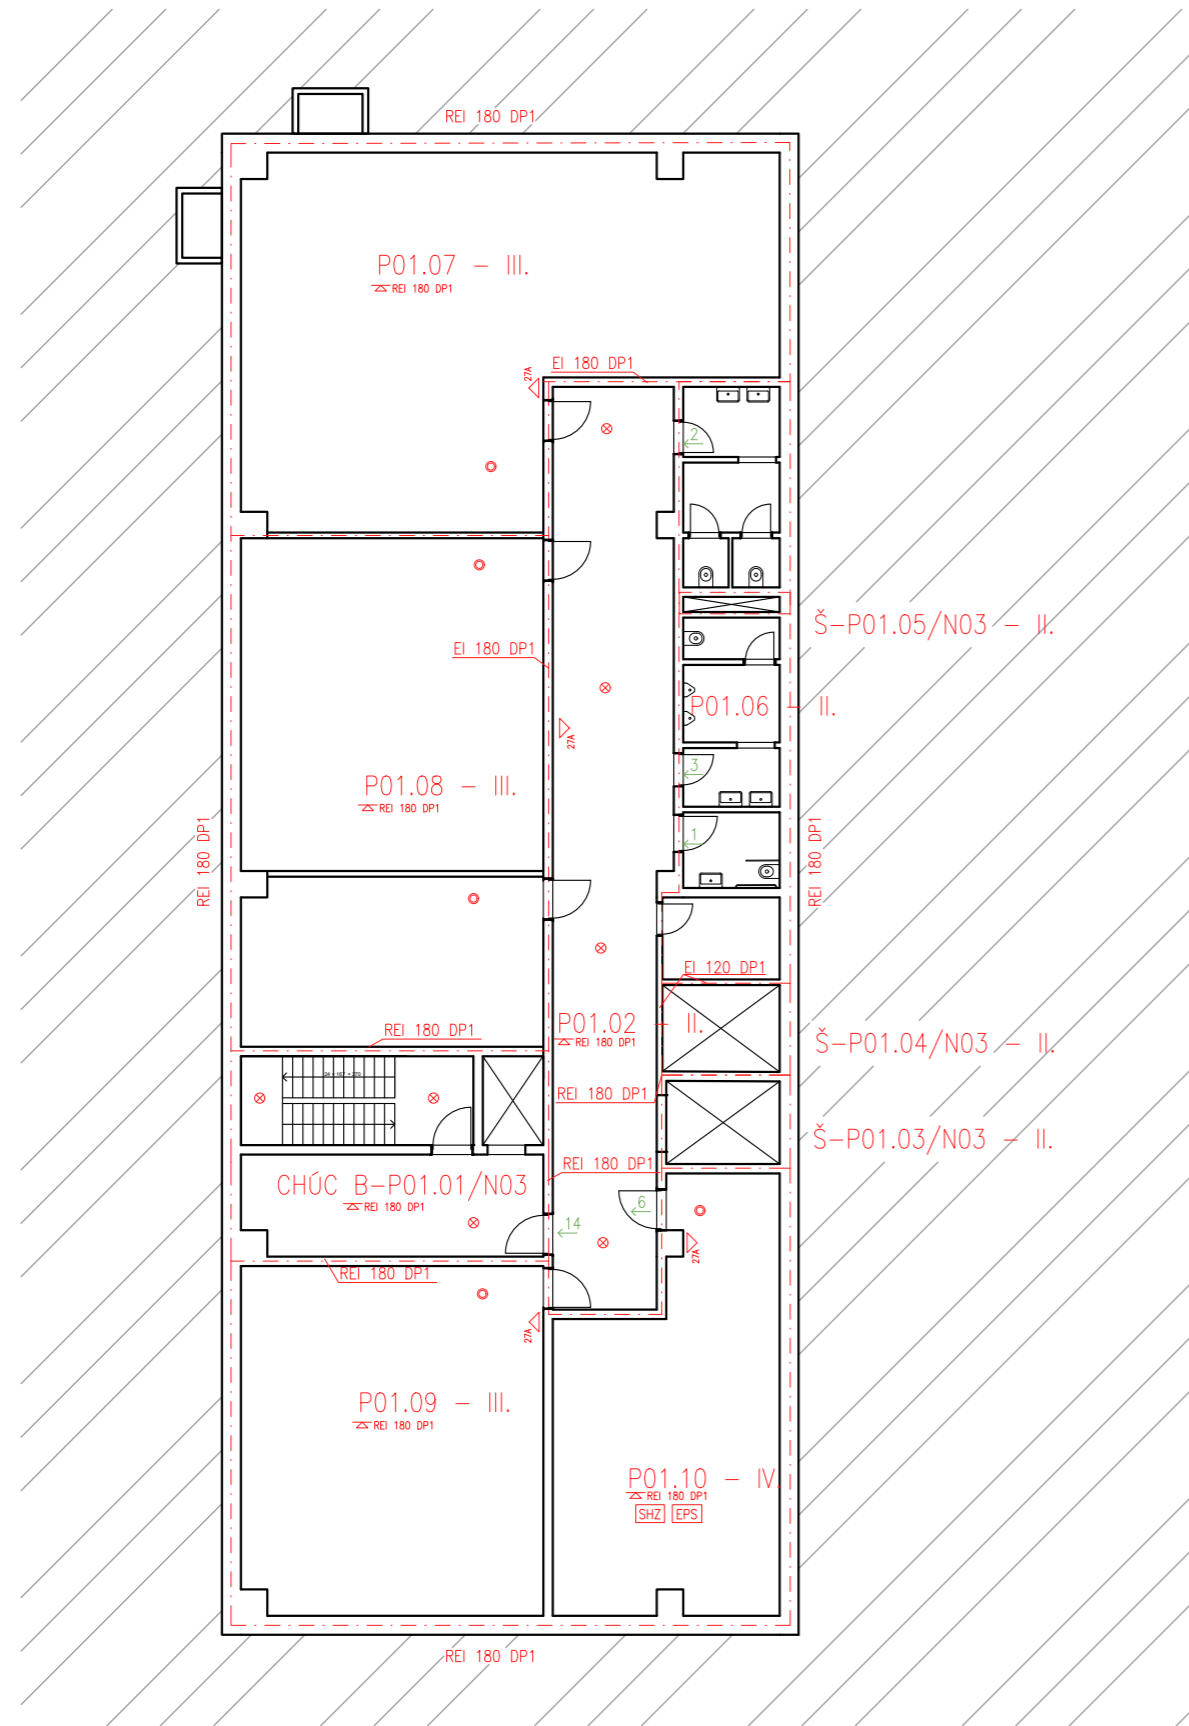 REI 180 DP1
P01.07 - III.
REI 180 DP1
EI 180 DP1
27A
2
Š-P01.05/N03 - II.
EI 180 DP1
P01.06 - II.
27A
3
P01.08 - III.
REI 180 DP1
1
REI 180 DP1
REI 180 DP1
EI 120 DP1
P01.02 - II.
REI 180 DP1
REI 180 DP1
Š-P01.04/N03 - II.
REI 180 DP1
Š-P01.03/N03 - II.
REI 180 DP1
CHÚC B-P01.01/N03
REI 180 DP1
6
14
27A
REI 180 DP1
27A
P01.09 - III.
REI 180 DP1
P01.10 - IV.
REI 180 DP1
SHZ EPS
REI 180 DP1